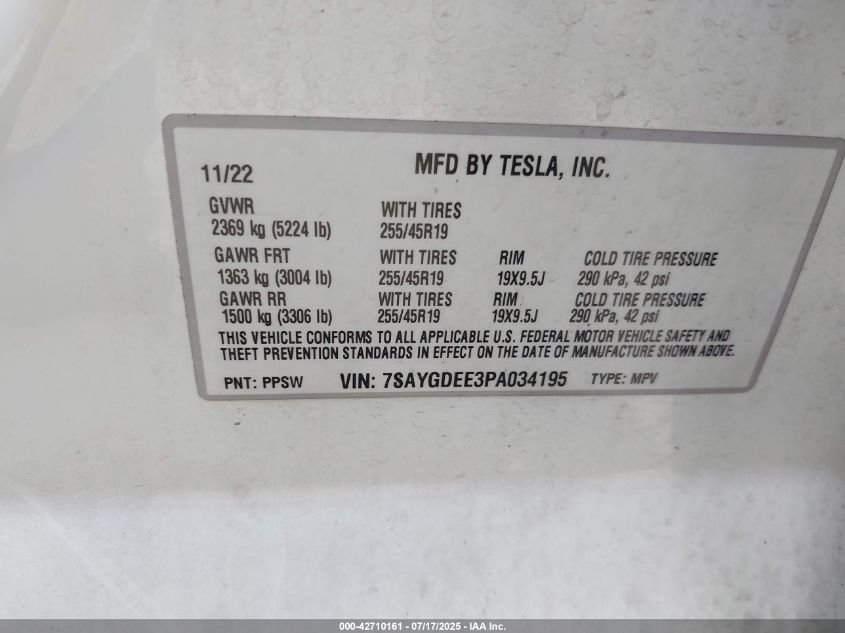 11/22 MFD BY TESLA, INC.
GVWR WITH TIRES
2369 kg (5224 lb) 255/45R19
GAWR FRT WITH TIRES RIM COLD TIRE PRESSURE
1363 kg (3004 lb) 255/45R19 19X9.5J 290 kPa, 42 psi
GAWR RR WITH TIRES RIM COLD TIRE PRESSURE
1500 kg (3306 lb) 255/45R19 19X9.5J 290 kPa, 42 psi
THIS VEHICLE CONFORMS TO ALL APPLICABLE U.S. FEDERAL MOTOR VEHICLE SAFETY AND
THEFT PREVENTION STANDARDS IN EFFECT ON THE DATE OF MANUFACTURE SHOWN ABOVE.
PNT: PPSW VIN: 7SAYGDEE3PA034195 TYPE: MPV
000-42710161 - 07/17/2025 - IAA Inc.